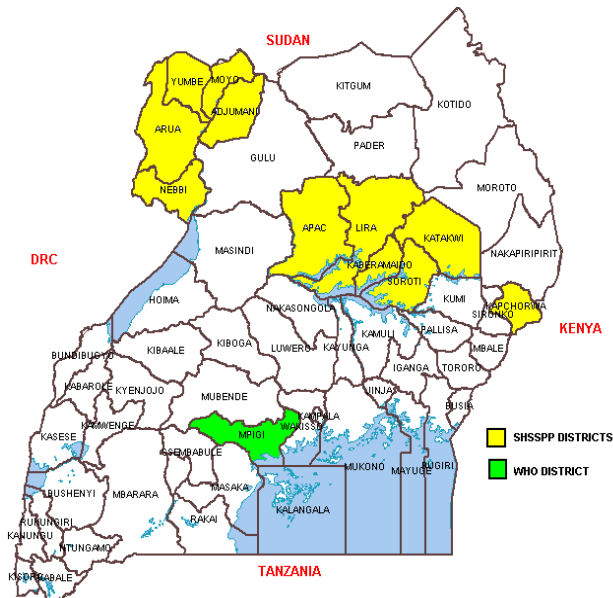 SUDAN
YUMBE
MOYO
ADJUMANI
KITGUM
KOTIDO
ARUA
PADER
GULU
NEBBI
MOROTO
APAC
LIRA
KATAKWI
MASINDI
NAKAPIRIPIRIT
DRC
KABERAMAIDO
SOROTI
HOIMA
KUMI
KAPCHORWA
NAKASONGOLA
SIRONKO
KENYA
KAMULI
PALLISA
BUNDIBUGYO
KIBAALE
KIBOGA
LUWERO
KAYUNGA
MBALE
IGANGA
TORORO
KABAROLE
KYENJOJO
MUBENDE
JINJA
BUSIA
KAMWENGE
KAMPALA
WAKISSO
KASESE
MPIGI
SHSSPP DISTRICTS
SSEMBABULE
MUKONO
MAYUGE
BUGIRI
WHO DISTRICT
BUSHENYI
MBARARA
MASAKA
KALANGALA
RUKUNGIRI
RAKAI
KANUNGU
NTUNGAMO
KISORO
KABALE
TANZANIA